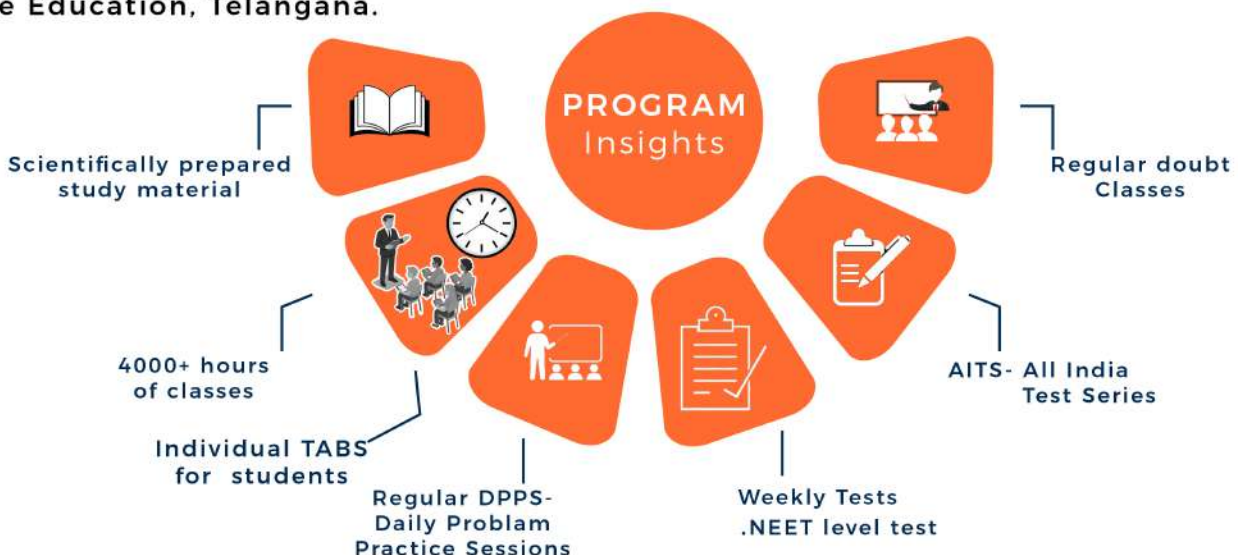 e Education, Telangana.
PROGRAM
Insights
Scientifically prepared
study material
4000+ hours
of classes
Individual TABS
for students
Regular DPPS-
Daily Problam
Practice Sessions
Weekly Tests
.NEET level test
AITS- All India
Test Series
Regular doubt
Classes